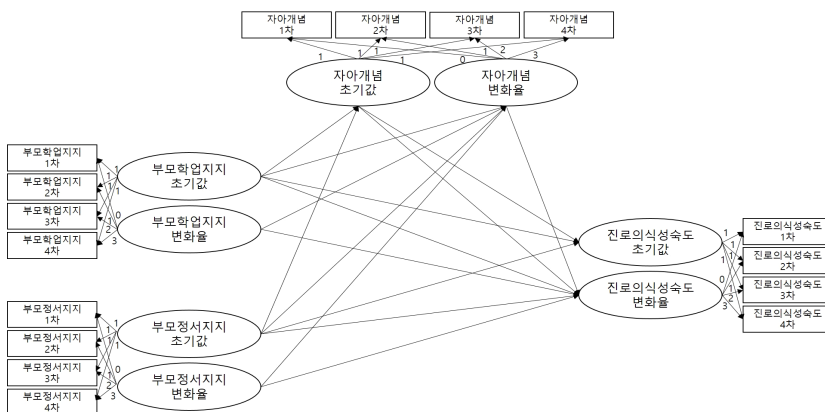 자아개념
1차
자아개념
2차
자아개념
3차
자아개념
4차
1
1
1
1
0
1
2
3
자아개념
초기값
자아개념
변화율
부모학업지지
1차
부모학업지지
2차
부모학업지지
3차
부모학업지지
4차
1
1
1
1
0
1
2
3
부모학업지지
초기값
부모학업지지
변화율
진로의식성숙도
초기값
진로의식성숙도
변화율
1
1
1
1
0
1
2
3
진로의식성숙도
1차
진로의식성숙도
2차
진로의식성숙도
3차
진로의식성숙도
4차
부모정서지지
1차
부모정서지지
2차
부모정서지지
3차
부모정서지지
4차
1
1
1
1
0
1
2
3
부모정서지지
초기값
부모정서지지
변화율